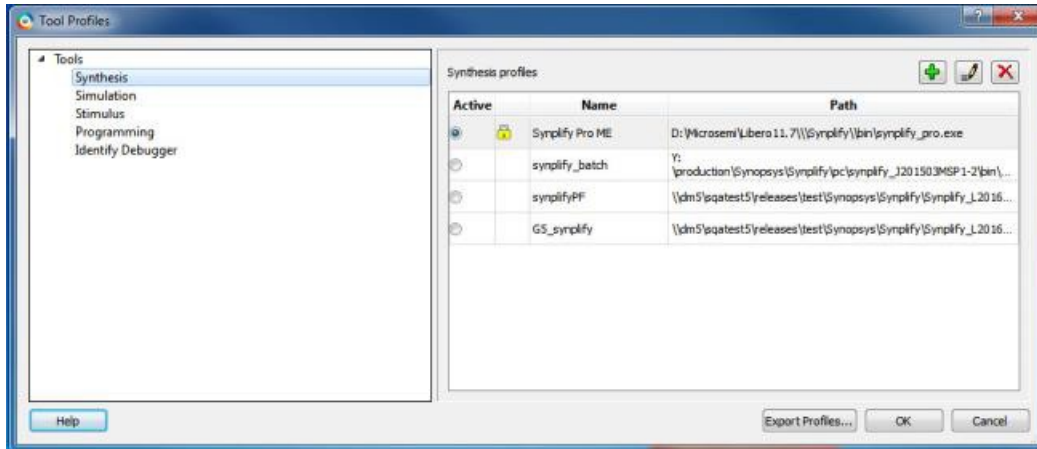 Tool Profiles
Tools
Synthesis
Simulation
Stimulus
Programming
Identify Debugger
Synthesis profiles
Active Name Path
Synplify Pro ME D:\Microsemi\Libero11.7\\\Synplify\\bin\synplify_pro.exe
synplify_batch Y:
\production\Synopsys\Synplify\pc\synplify_J201503MSP1-2\bin\...
synplifyPF \\dm5\sqatest5\releases\test\Synopsys\Synplify\Synplify_L2016...
G5_synplify \\dm5\sqatest5\releases\test\Synopsys\Synplify\Synplify_L2016...
Help Export Profiles... OK Cancel